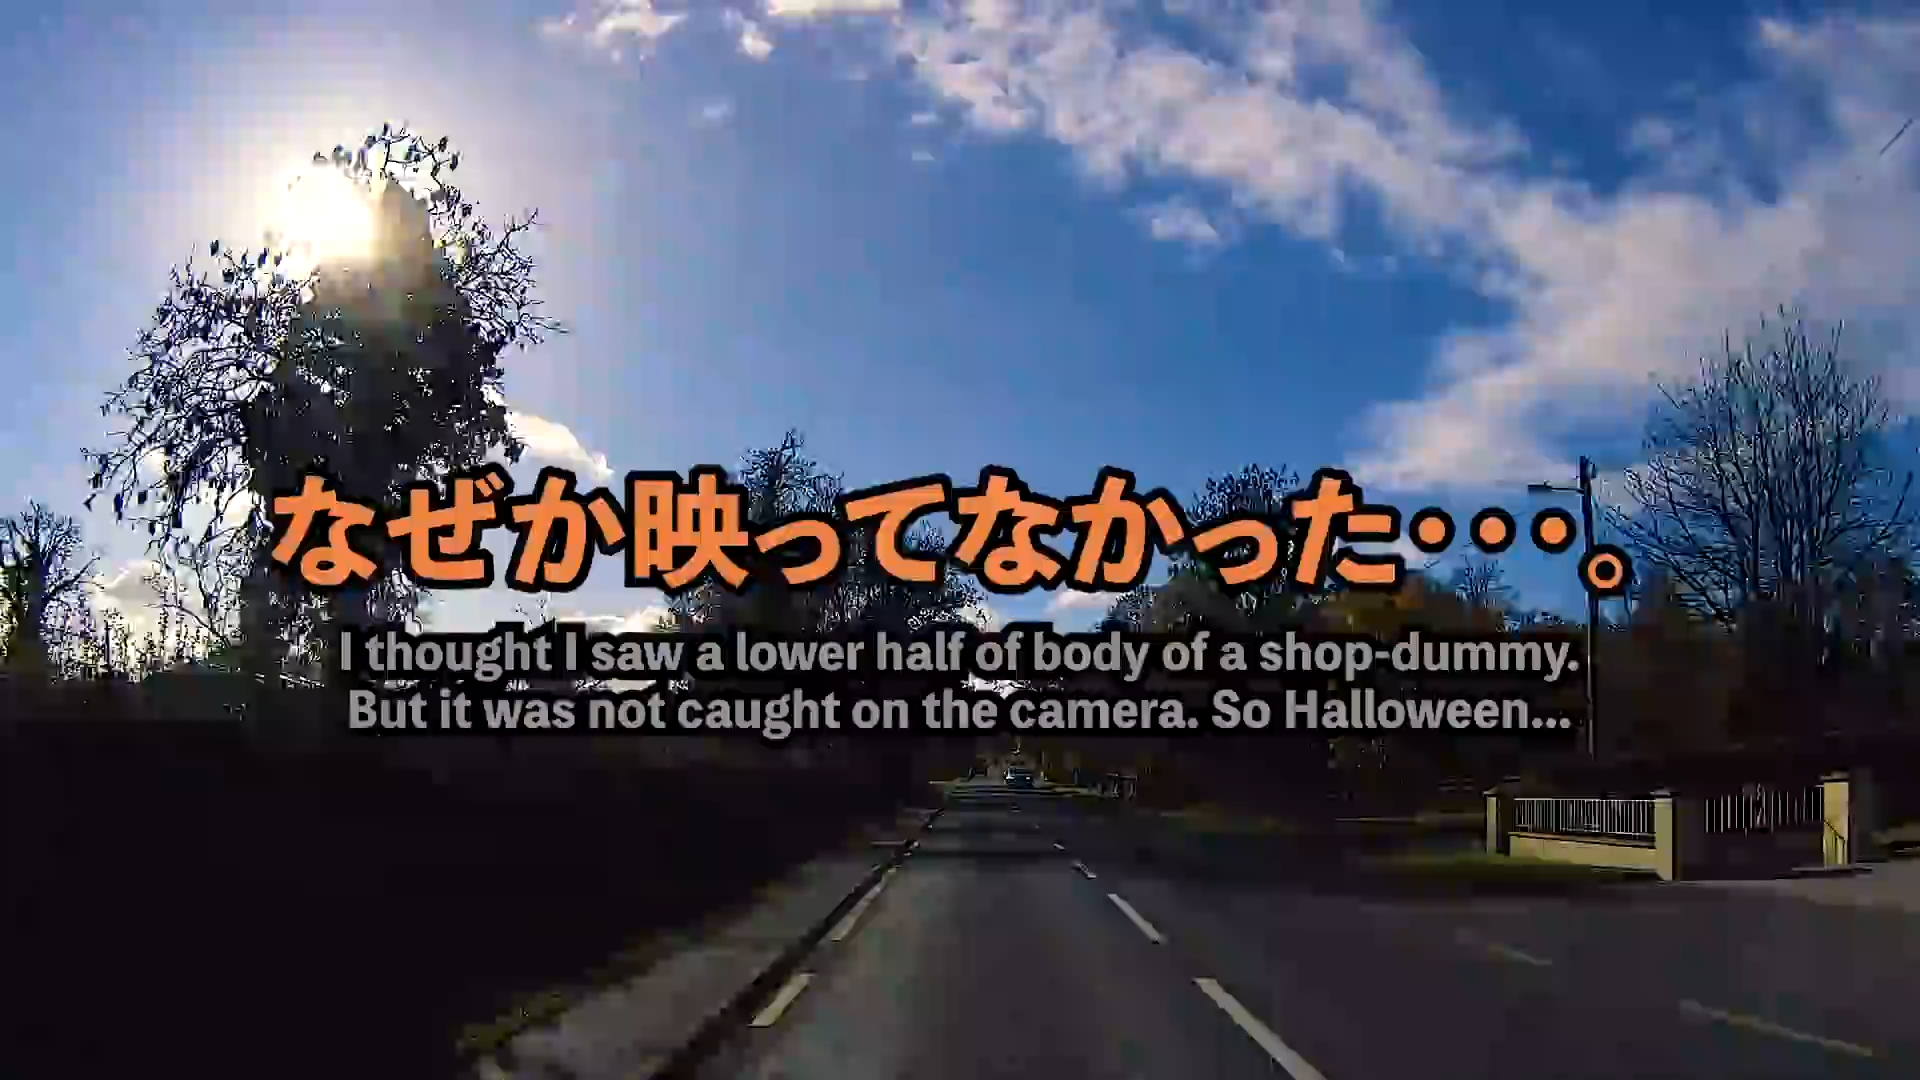 なぜか映ってなかった・・・。
I thought I saw a lower half of body of a shop-dummy.
But it was not caught on the camera. So Halloween...